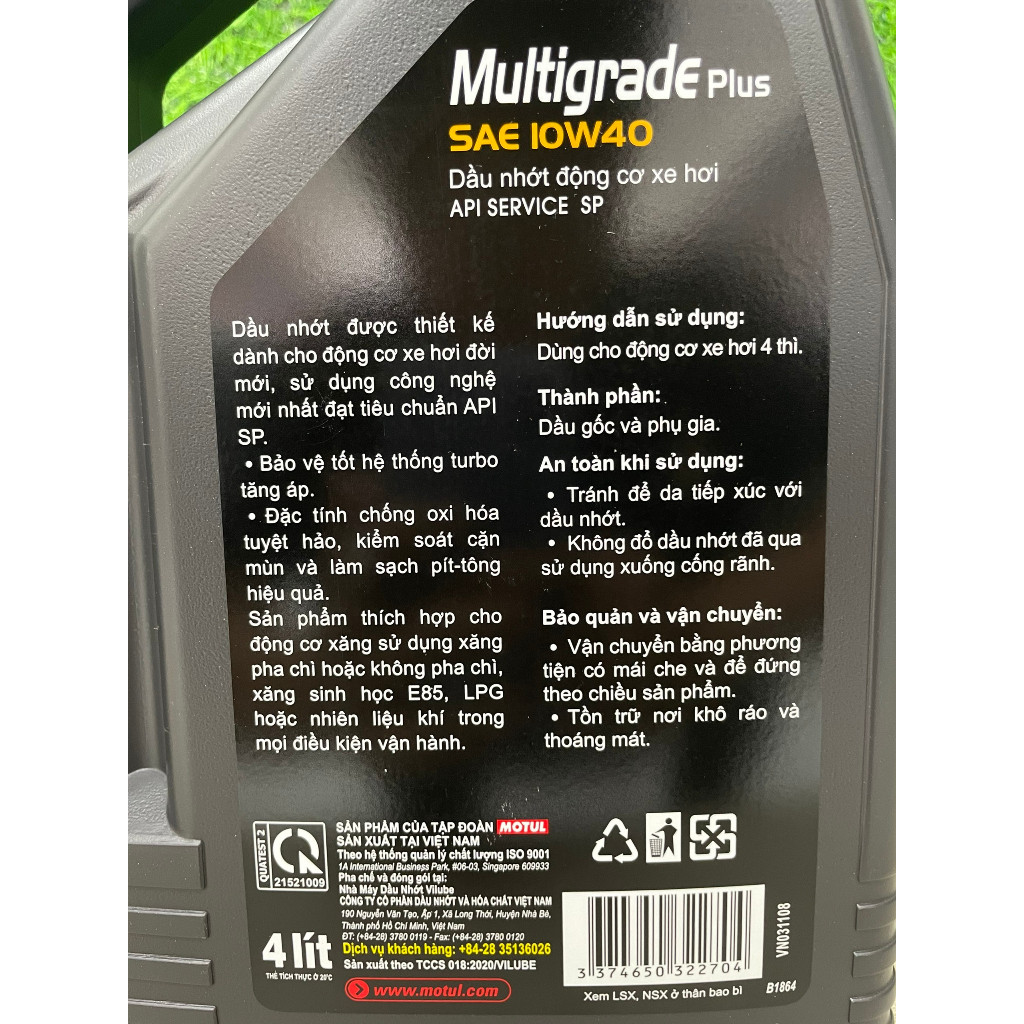 Multigrade Plus
SAE 10W40
Dầu nhớt động cơ xe hơi
API SERVICE SP
Dầu nhớt được thiết kế
dành cho động cơ xe hơi đời
mới, sử dụng công nghệ
mới nhất đạt tiêu chuẩn API
SP.
• Bảo vệ tốt hệ thống turbo
tăng áp.
• Đặc tính chống oxi hóa
tuyệt hảo, kiểm soát cặn
mùn và làm sạch pít-tông
hiệu quả.
Sản phẩm thích hợp cho
động cơ xăng sử dụng xăng
pha chì hoặc không pha chì,
xăng sinh học E85, LPG
hoặc nhiên liệu khí trong
mọi điều kiện vận hành.
Hướng dẫn sử dụng:
Dùng cho động cơ xe hơi 4 thì.
Thành phần:
Dầu gốc và phụ gia.
An toàn khi sử dụng:
• Tránh để da tiếp xúc với
dầu nhớt.
• Không đổ dầu nhớt đã qua
sử dụng xuống cống rãnh.
Bảo quản và vận chuyển:
• Vận chuyển bằng phương
tiện có mái che và để đứng
theo chiều sản phẩm.
• Tồn trữ nơi khô ráo và
thoáng mát.
QUATEST 2
21521009
4 lít
THỂ TÍCH THỰC Ở 20°C
SẢN PHẨM CỦA TẬP ĐOÀN MOTUL
SẢN XUẤT TẠI VIỆT NAM
Theo hệ thống quản lý chất lượng ISO 9001
1A International Business Park, #06-03, Singapore 609933
Pha chế và đóng gói tại:
Nhà Máy Dầu Nhớt Vilube
CÔNG TY CỔ PHẦN DẦU NHỚT VÀ HÓA CHẤT VIỆT NAM
190 Nguyễn Văn Tạo, Ấp 1, Xã Long Thới, Huyện Nhà Bè,
Thành phố Hồ Chí Minh, Việt Nam
ĐT: (+84-28) 3780 0119 - Fax: (+84-28) 3780 0120
Dịch vụ khách hàng: +84-28 35136026
Sản xuất theo TCCS 018:2020/VILUBE
www.motul.com
3 374650 322704
Xem LSX, NSX ở thân bao bì
B1864
VN031108